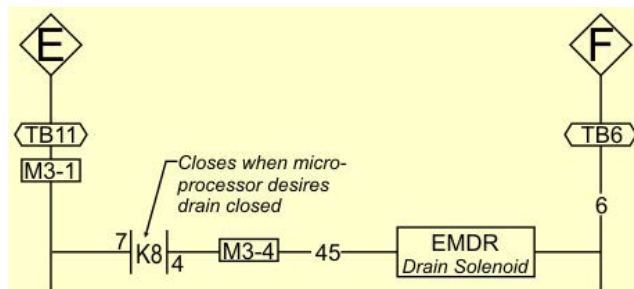 E
F
TB11
TB6
M3-1
Closes when micro-
processor desires
drain closed
6
7
K8
4
M3-4
45
EMDR
Drain Solenoid